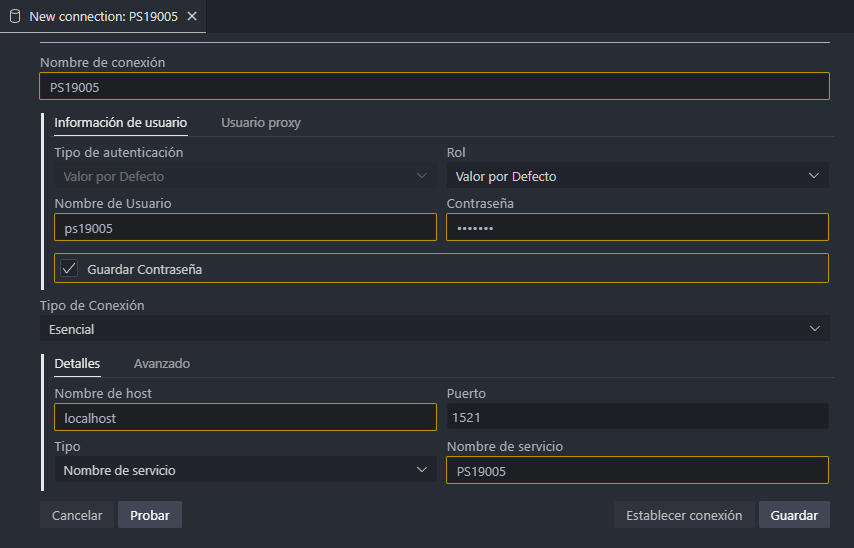 New connection: PS19005
Nombre de conexión
PS19005
Información de usuario Usuario proxy
Tipo de autenticación Rol
Valor por Defecto Valor por Defecto
Nombre de Usuario Contraseña
ps19005 •••••••
Guardar Contraseña
Tipo de Conexión
Esencial
Detalles Avanzado
Nombre de host Puerto
localhost 1521
Tipo Nombre de servicio
Nombre de servicio PS19005
Cancelar Probar Establecer conexión Guardar